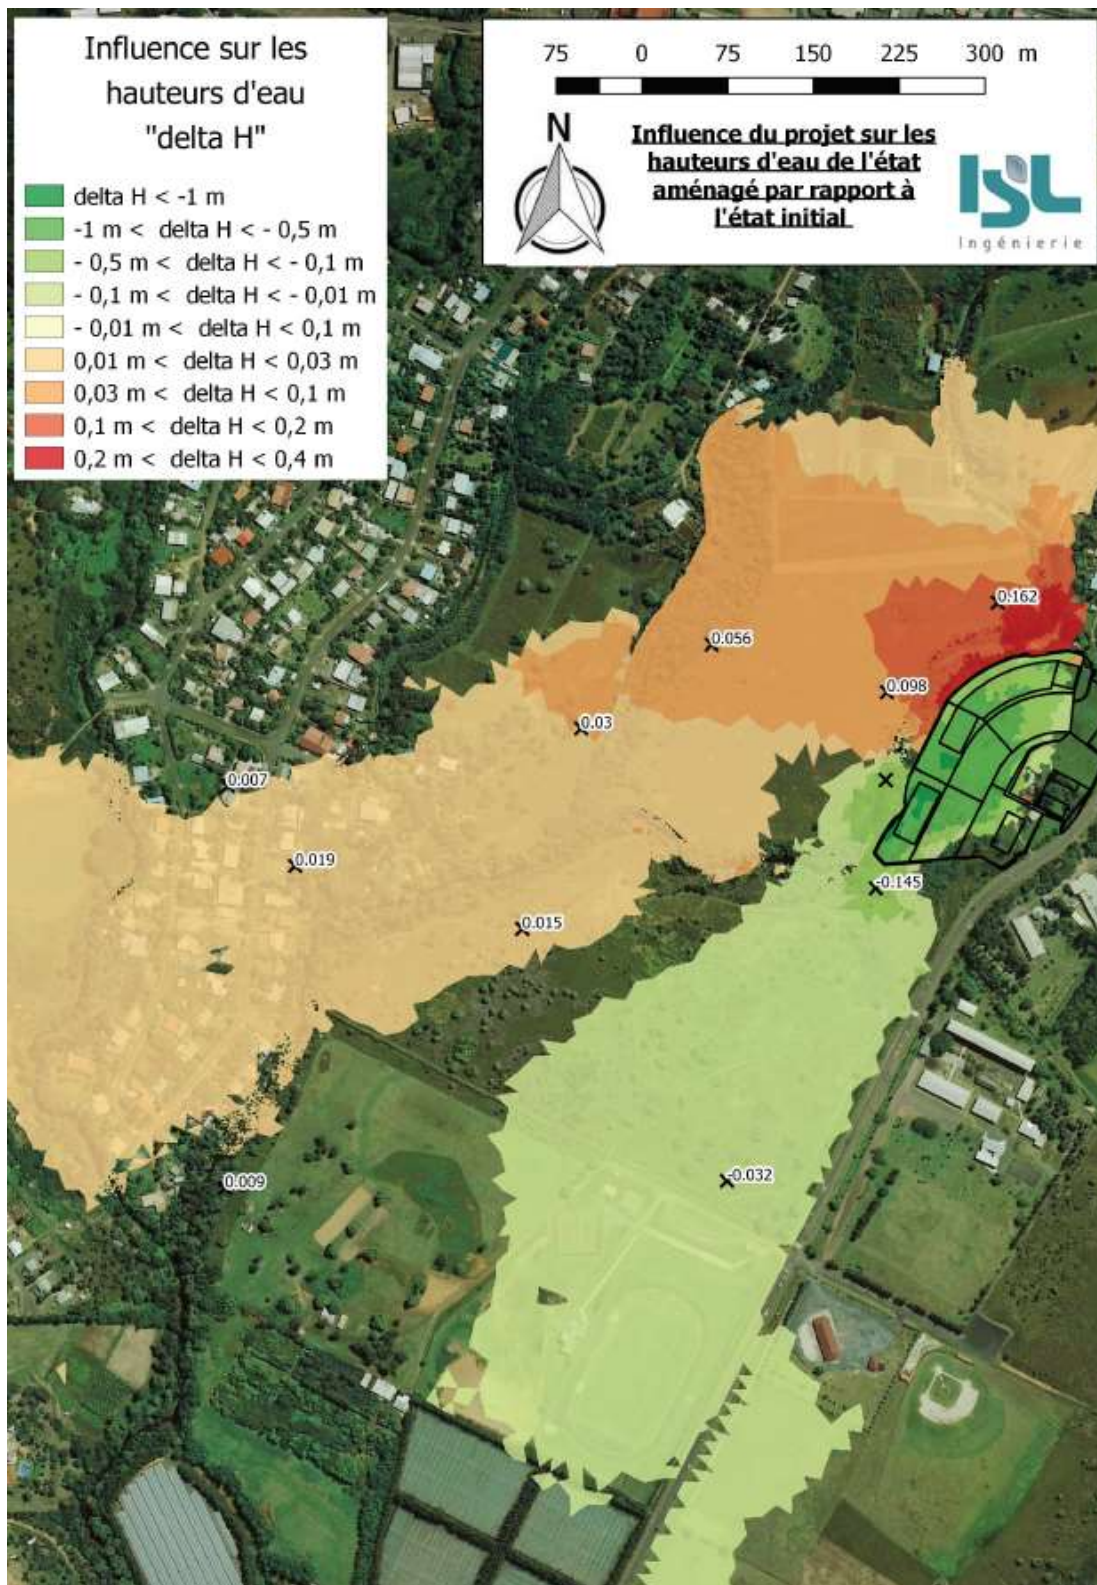 Influence sur les
hauteurs d'eau
"delta H"
delta H < -1 m
-1 m < delta H < - 0,5 m
- 0,5 m < delta H < - 0,1 m
- 0,1 m < delta H < - 0,01 m
- 0,01 m < delta H < 0,1 m
0,01 m < delta H < 0,03 m
0,03 m < delta H < 0,1 m
0,1 m < delta H < 0,2 m
0,2 m < delta H < 0,4 m
75 0 75 150 225 300 m
N
Influence du projet sur les
hauteurs d'eau de l'état
aménagé par rapport à
l'état initial
ISL
Ingénierie
0.162
0.056
0.098
0.03
0.007
0.019
-0.145
0.015
-0.032
0.009